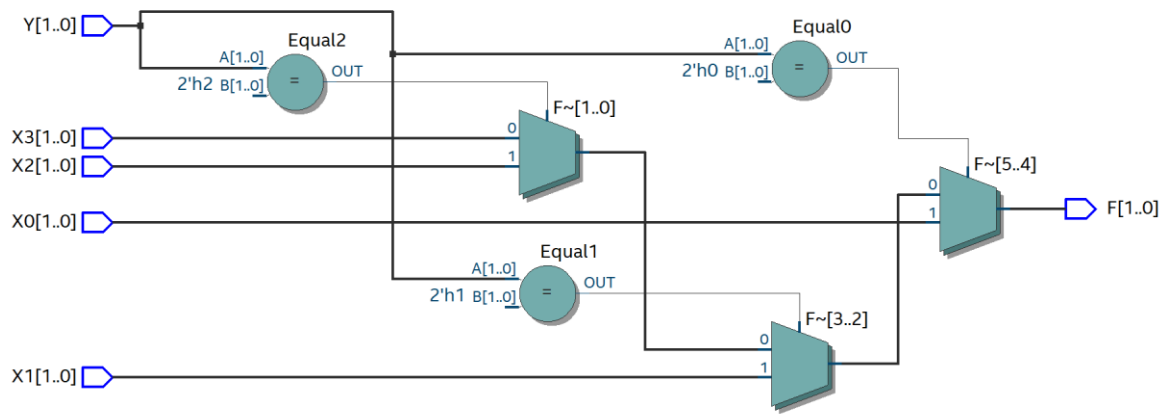 Y[1..0]
Equal2
A[1..0]
2'h2 B[1..0]
=
OUT
Equal0
A[1..0]
2'h0 B[1..0]
=
OUT
F~[1..0]
X3[1..0]
0
X2[1..0]
1
F~[5..4]
0
X0[1..0]
1
F[1..0]
Equal1
A[1..0]
2'h1 B[1..0]
=
OUT
F~[3..2]
0
X1[1..0]
1